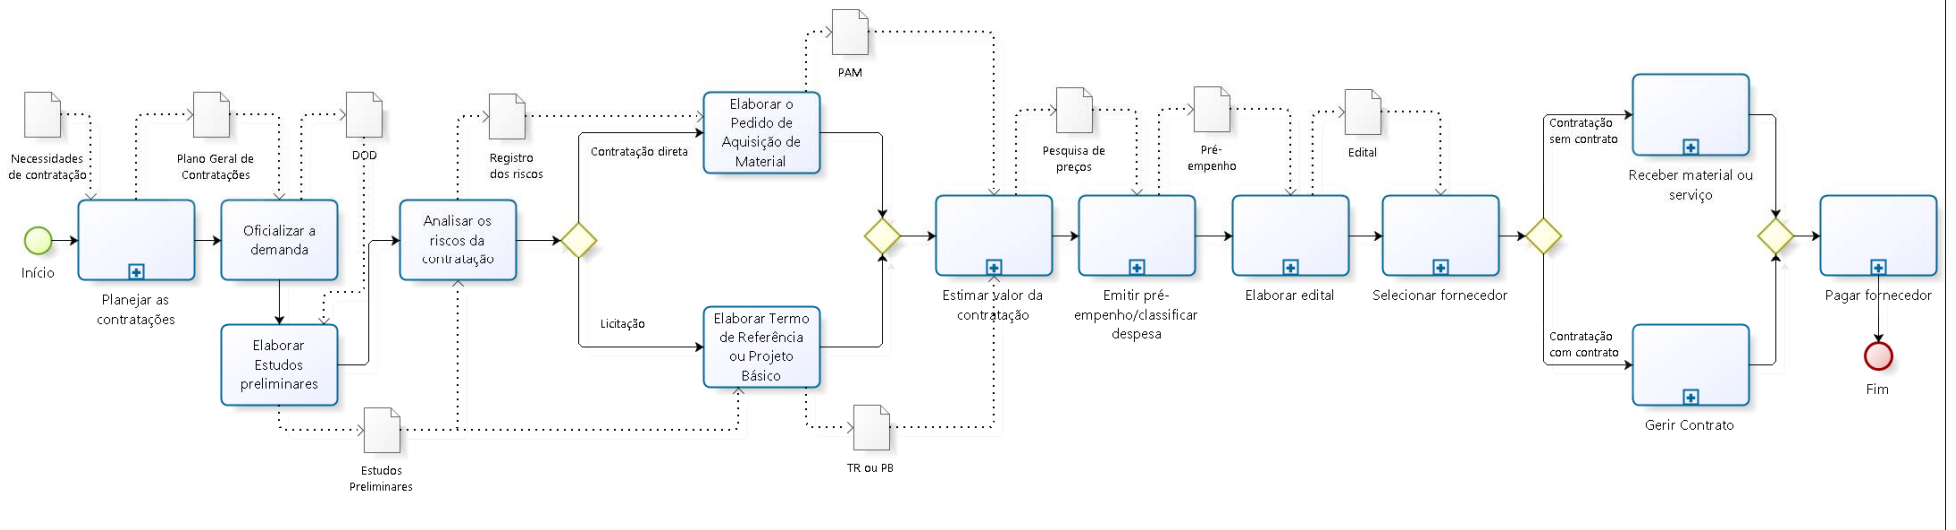 PAM
Necessidades
de contratação
Plano Geral de
Contratações
DOD
Registro
dos riscos
Contratação direta
Elaborar o
Pedido de
Aquisição de
Material
Pesquisa de
preços
Pré-
empenho
Edital
Contratação
sem contrato
Receber material ou
serviço
Início
Planejar as
contratações
Oficializar a
demanda
Analisar os
riscos da
contratação
Licitação
Elaborar Termo
de Referência
ou Projeto
Básico
Estimar valor da
contratação
Emitir pré-
empenho/classificar
despesa
Elaborar edital
Selecionar fornecedor
Pagar fornecedor
Elaborar
Estudos
preliminares
Contratação
com contrato
Gerir Contrato
Fim
Estudos
Preliminares
TR ou PB